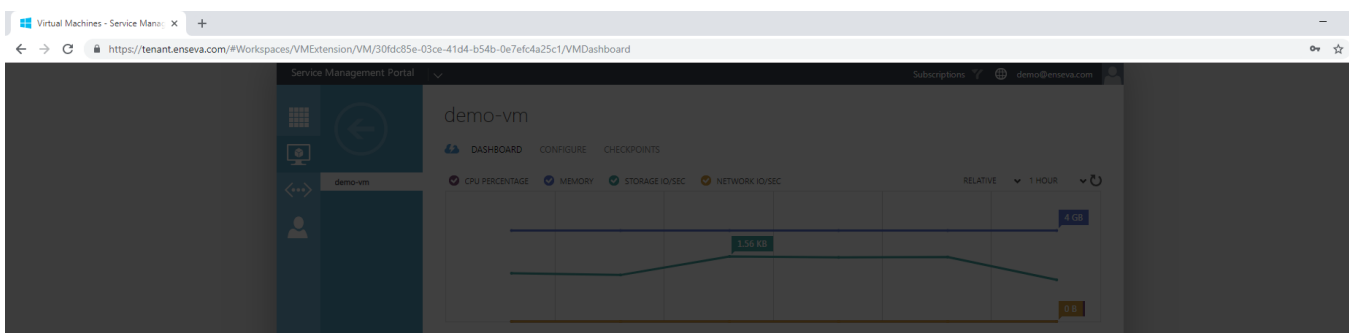 Virtual Machines - Service Manag
https://tenant.enseva.com/#Workspaces/VMExtension/VM/30fdc85e-03ce-41d4-b54b-0e7efc4a25c1/VMDashboard
Service Management Portal Subscriptions demo@enseva.com
demo-vm
DASHBOARD CONFIGURE CHECKPOINTS
demo-vm
CPU PERCENTAGE MEMORY STORAGE IO/SEC NETWORK IO/SEC RELATIVE 1 HOUR
4 GB
1.56 KB
0 B